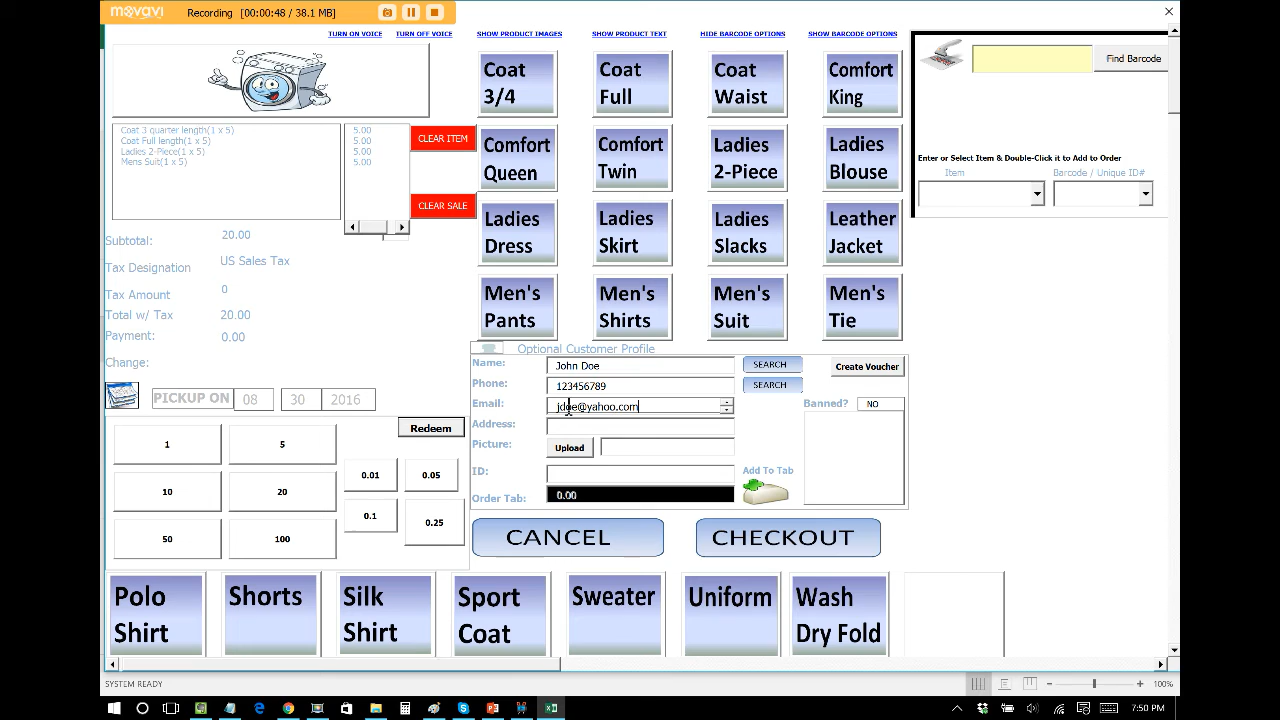 movavi
Recording [00:00:48 / 38.1 MB]
TURN ON VOICE
TURN OFF VOICE
SHOW PRODUCT IMAGES
SHOW PRODUCT TEXT
HIDE BARCODE OPTIONS
SHOW BARCODE OPTIONS
Coat 3 quarter length(1 x 5) 5.00
Coat Full length(1 x 5) 5.00
Ladies 2-Piece(1 x 5) 5.00
Mens Suit(1 x 5) 5.00
CLEAR ITEM
CLEAR SALE
Subtotal: 20.00
Tax Designation US Sales Tax
Tax Amount 0
Total w/ Tax 20.00
Payment: 0.00
Change:
PICKUP ON 08 30 2016
Redeem
1
5
10
20
50
100
0.01
0.05
0.1
0.25
Coat
3/4
Coat
Full
Coat
Waist
Comfort
King
Comfort
Queen
Comfort
Twin
Ladies
2-Piece
Ladies
Blouse
Ladies
Dress
Ladies
Skirt
Ladies
Slacks
Leather
Jacket
Men's
Pants
Men's
Shirts
Men's
Suit
Men's
Tie
Find Barcode
Enter or Select Item & Double-Click it to Add to Order
Item
Barcode / Unique ID#
Optional Customer Profile
Name: John Doe SEARCH
Phone: 123456789 SEARCH
Email: jdoe@yahoo.com
Address:
Picture: Upload
ID:
Order Tab: 0.00
Create Voucher
Banned? NO
Add To Tab
CANCEL
CHECKOUT
Polo
Shirt
Shorts
Silk
Shirt
Sport
Coat
Sweater
Uniform
Wash
Dry Fold
SYSTEM READY
100%
7:50 PM